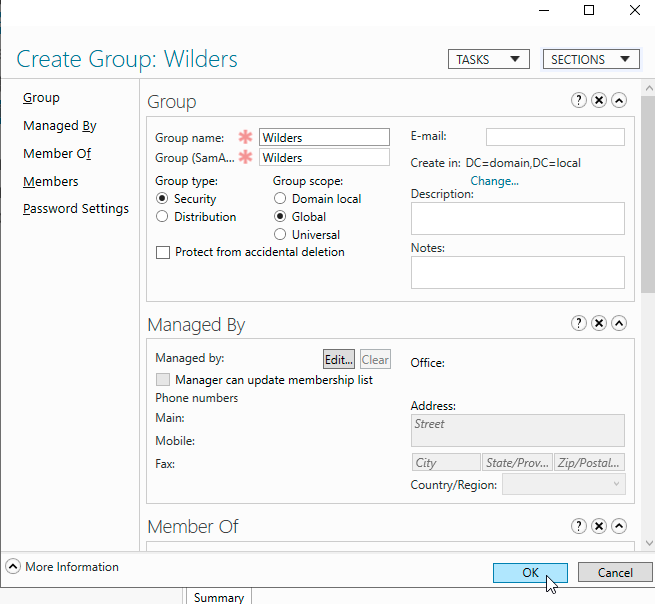 Create Group: Wilders
TASKS
SECTIONS
Group
Managed By
Member Of
Members
Password Settings
Group
Group name: Wilders
Group (SamA... Wilders
Group type:
Security
Distribution
Group scope:
Domain local
Global
Universal
Protect from accidental deletion
E-mail:
Create in: DC=domain,DC=local
Change...
Description:
Notes:
Managed By
Managed by: Edit... Clear
Manager can update membership list
Phone numbers
Main:
Mobile:
Fax:
Office:
Address:
Street
City State/Prov... Zip/Postal...
Country/Region:
Member Of
More Information
OK Cancel
Summary